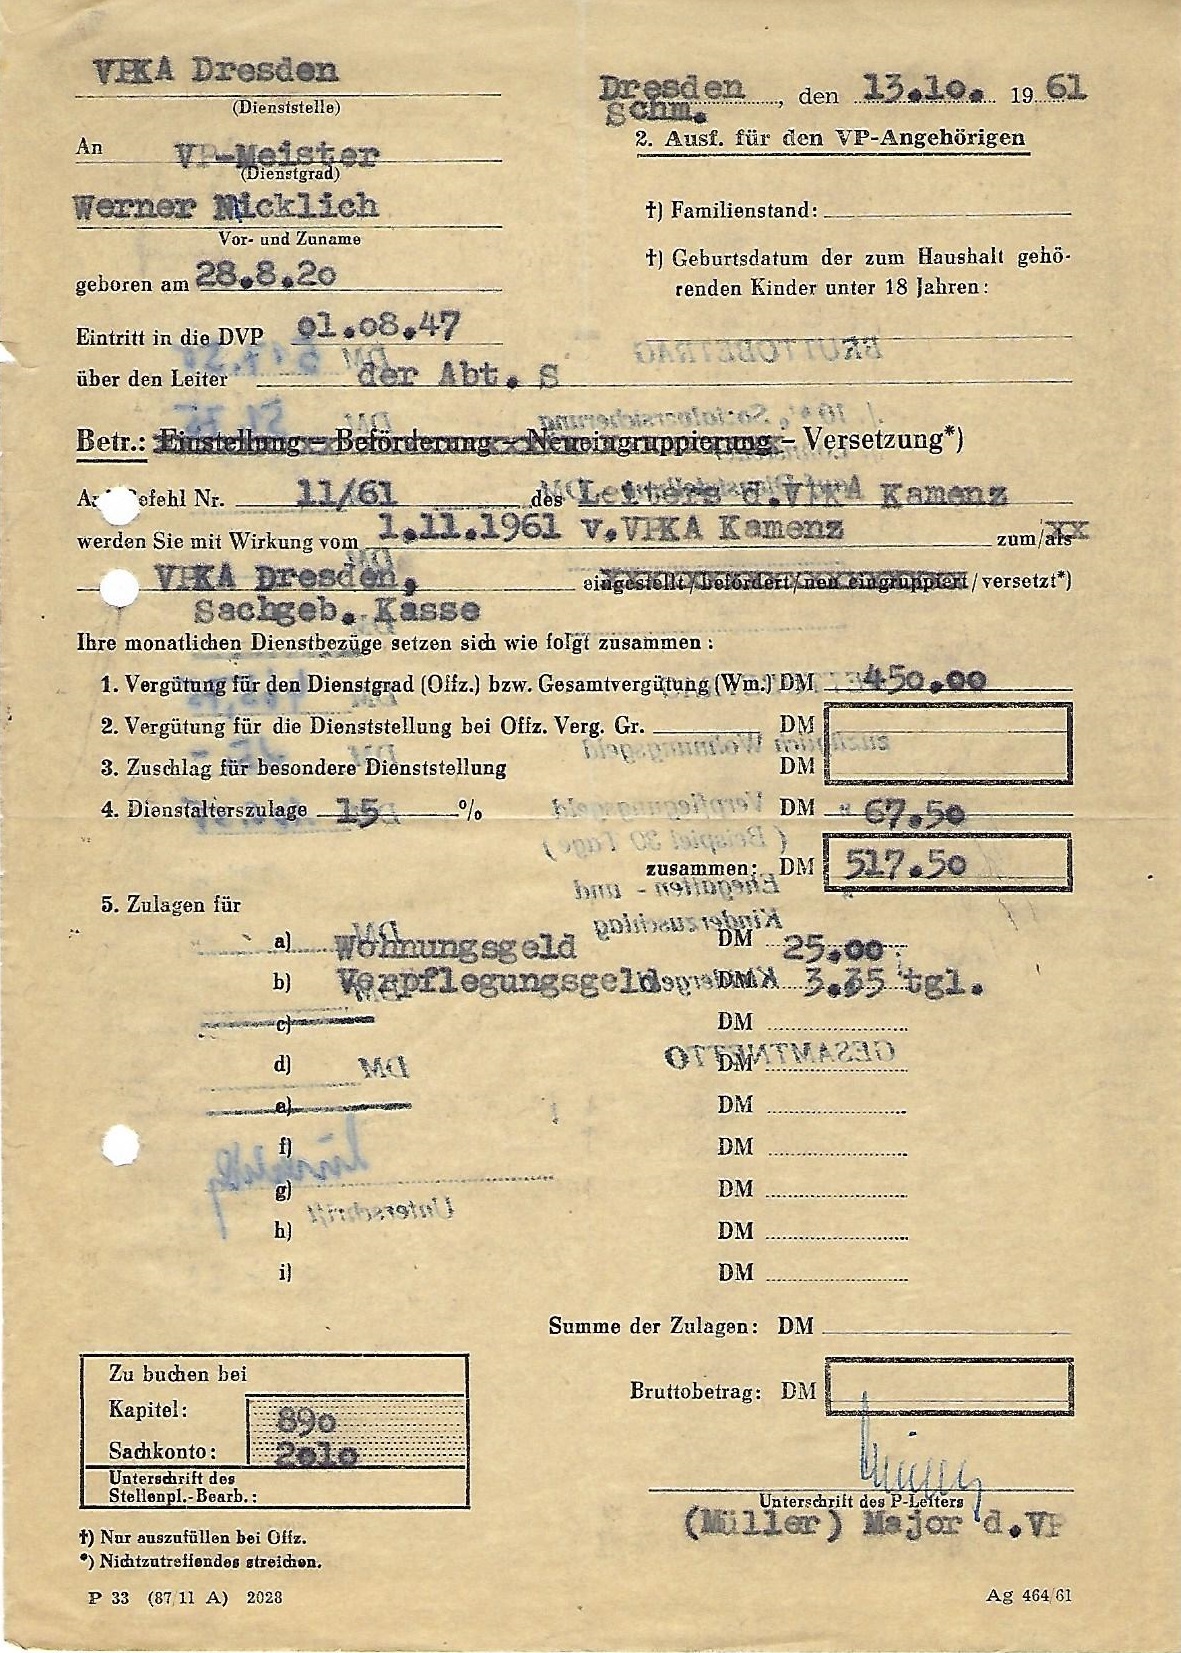 VPKA Dresden
(Dienststelle)
Dresden, den 13.10. 1961
Schm.
2. Ausf. für den VP-Angehörigen
An VP-Meister
(Dienstgrad)
Werner Nicklich
Vor- und Zuname
geboren am 28.8.20
Eintritt in die DVP 01.08.47
über den Leiter der Abt. S
†) Familienstand:
†) Geburtsdatum der zum Haushalt gehö-
renden Kinder unter 18 Jahren:
Betr.: Einstellung – Beförderung – Neueingruppierung – Versetzung*)
efehl Nr. 11/61 des Leiters d.VPKA Kamenz
werden Sie mit Wirkung vom 1.11.1961 v.VPKA Kamenz zum/als
VPKA Dresden, eingestellt/befördert/neu eingruppiert/versetzt*)
Sachgeb. Kasse
Ihre monatlichen Dienstbezüge setzen sich wie folgt zusammen:
1. Vergütung für den Dienstgrad (Offz.) bzw. Gesamtvergütung (Wm.) DM 450.00
2. Vergütung für die Dienststellung bei Offz. Verg. Gr. DM
3. Zuschlag für besondere Dienststellung DM
4. Dienstalterszulage 15 % DM " 67.50
zusammen: DM 517.50
5. Zulagen für
a) Wohnungsgeld DM 25.00
b) Verpflegungsgeld DM 3.35 tgl.
c) DM
d) DM
e) DM
f) DM
g) DM
h) DM
i) DM
Summe der Zulagen: DM
Bruttobetrag: DM
Zu buchen bei
Kapitel: 890
Sachkonto: 2010
Unterschrift des
Stellenpl.-Bearb.:
Unterschrift des P-Leiters
(Müller) Major d.VP
†) Nur auszufüllen bei Offz.
*) Nichtzutreffendes streichen.
P 33 (87/11 A) 2028
Ag 464/61